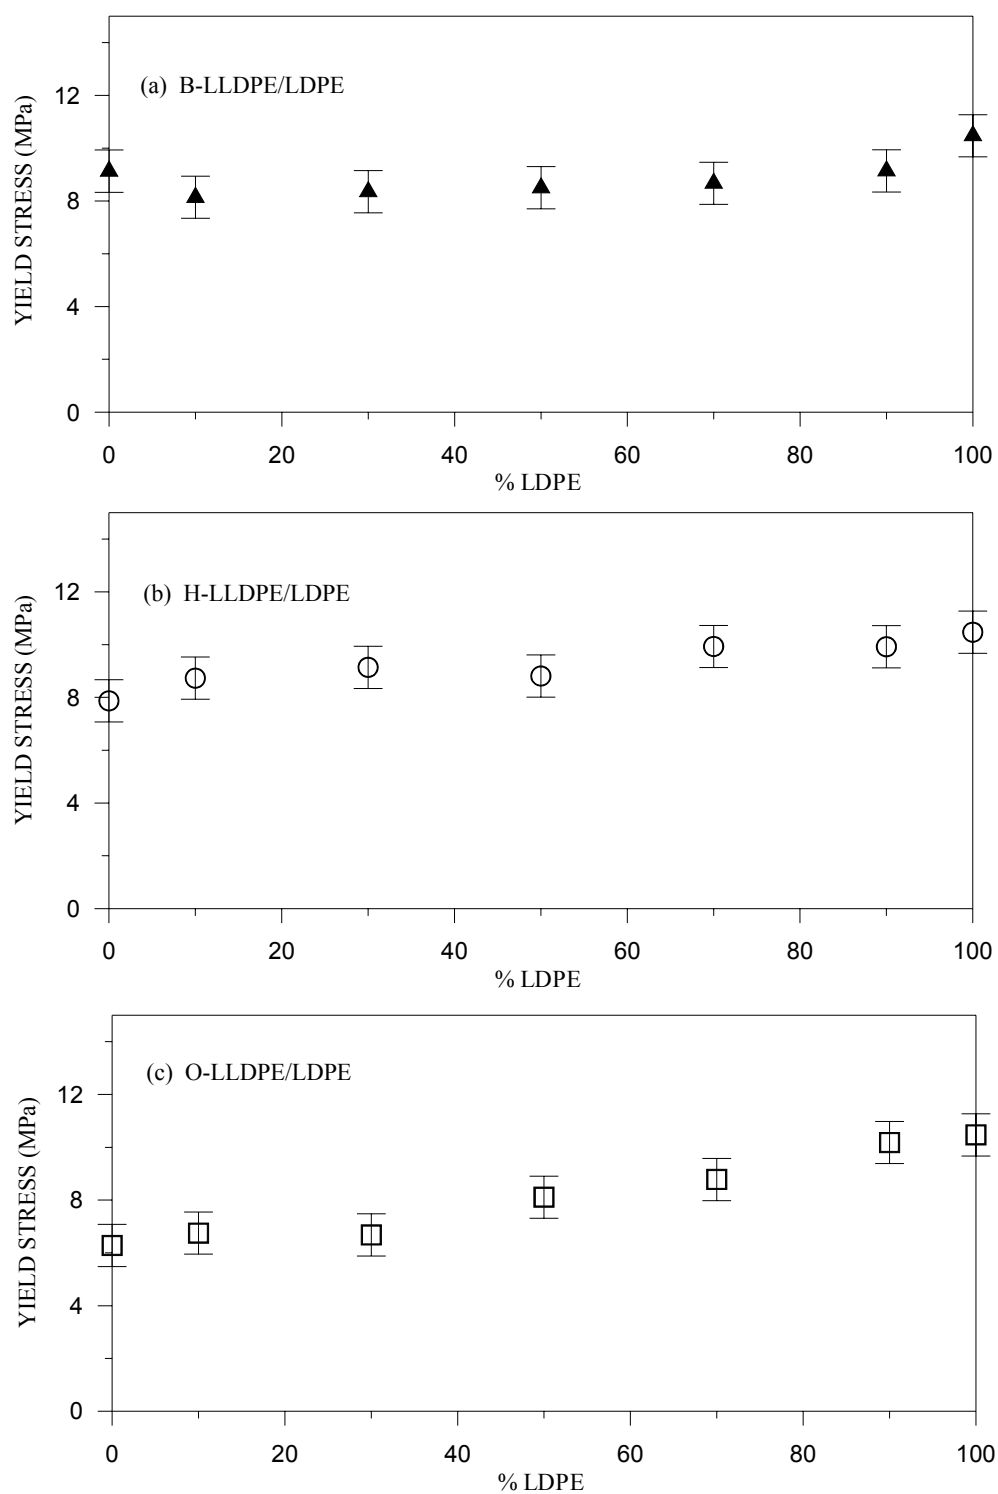 (a) B-LLDPE/LDPE
YIELD STRESS (MPa)
12
8
4
0
0 20 40 60 80 100
% LDPE
(b) H-LLDPE/LDPE
YIELD STRESS (MPa)
12
8
4
0
0 20 40 60 80 100
% LDPE
(c) O-LLDPE/LDPE
YIELD STRESS (MPa)
12
8
4
0
0 20 40 60 80 100
% LDPE